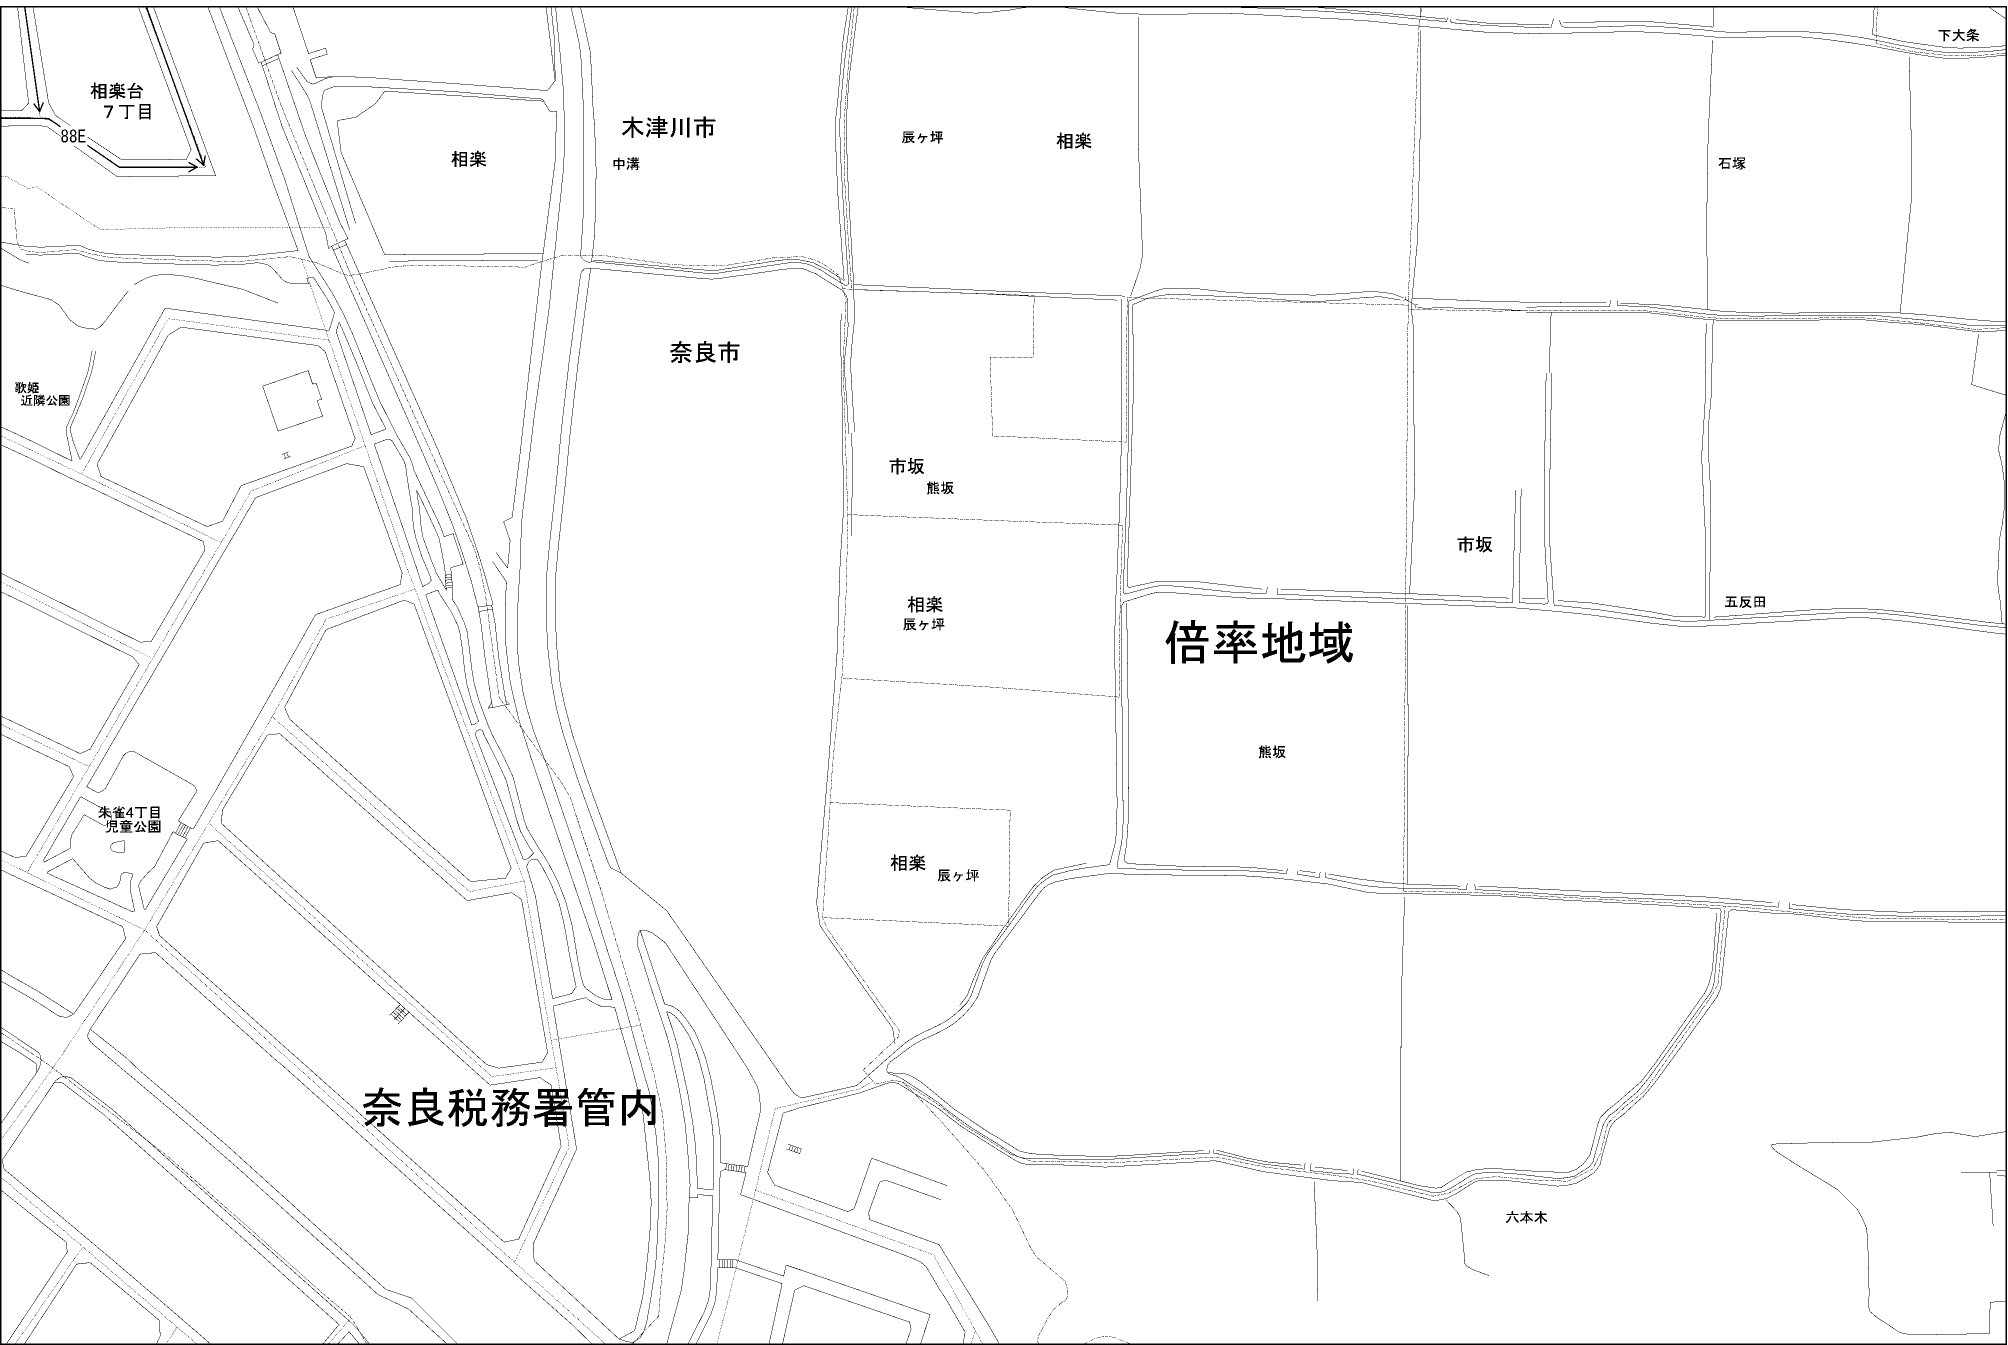 下大条
相楽台
７丁目
88E
木津川市
中溝
相楽
辰ヶ坪
相楽
石塚
奈良市
歌姫
近隣公園
市坂
熊坂
市坂
相楽
辰ヶ坪
五反田
倍率地域
熊坂
朱雀4丁目
児童公園
相楽
辰ヶ坪
奈良税務署管内
六本木